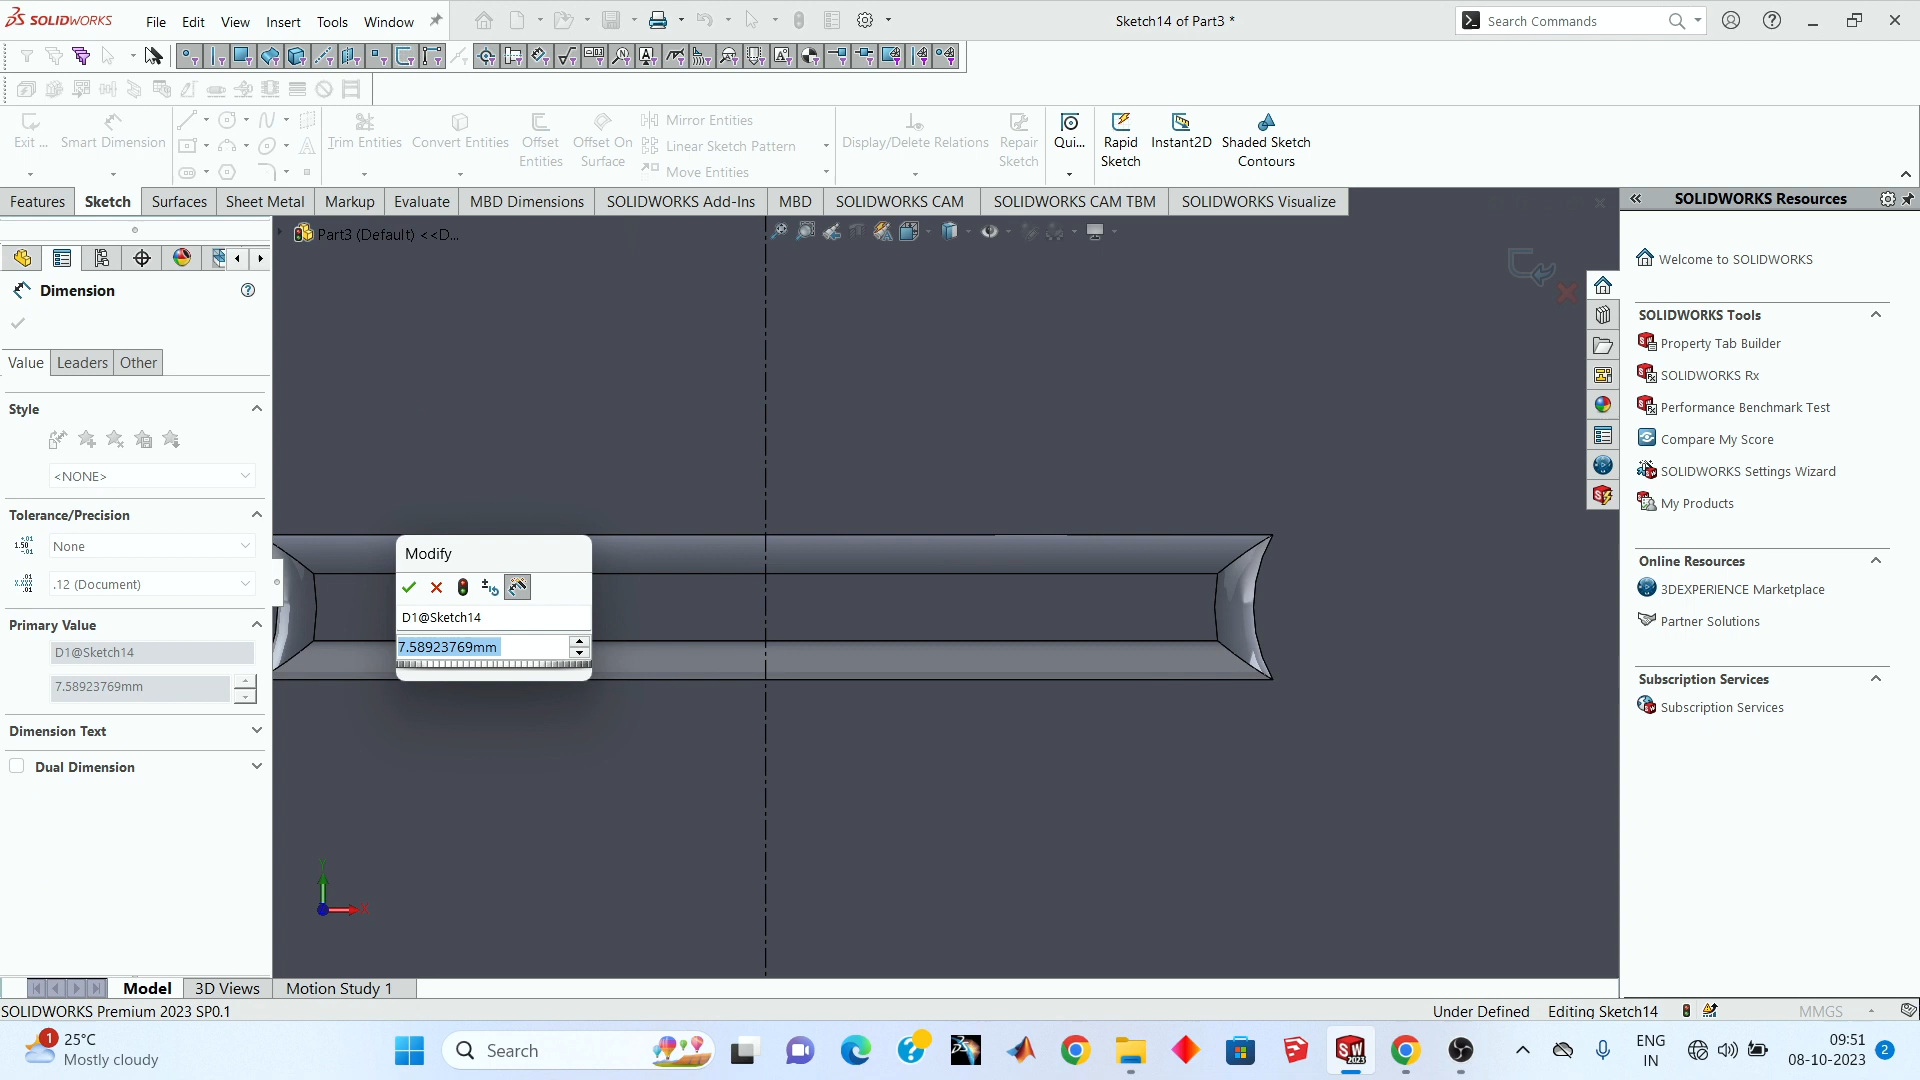 SOLIDWORKS File Edit View Insert Tools Window Sketch14 of Part3 * Search Commands
Exit ... Smart Dimension Trim Entities Convert Entities Offset Entities Offset On Surface Mirror Entities Linear Sketch Pattern Move Entities Display/Delete Relations Repair Sketch Qui... Rapid Sketch Instant2D Shaded Sketch Contours
Features Sketch Surfaces Sheet Metal Markup Evaluate MBD Dimensions SOLIDWORKS Add-Ins MBD SOLIDWORKS CAM SOLIDWORKS CAM TBM SOLIDWORKS Visualize
SOLIDWORKS Resources
Part3 (Default) <<D...
Dimension
Value Leaders Other
Style
<NONE>
Tolerance/Precision
None
.12 (Document)
Primary Value
D1@Sketch14
7.58923769mm
Dimension Text
Dual Dimension
Modify
D1@Sketch14
7.58923769mm
Y
X
Welcome to SOLIDWORKS
SOLIDWORKS Tools
Property Tab Builder
SOLIDWORKS Rx
Performance Benchmark Test
Compare My Score
SOLIDWORKS Settings Wizard
My Products
Online Resources
3DEXPERIENCE Marketplace
Partner Solutions
Subscription Services
Subscription Services
Model 3D Views Motion Study 1
SOLIDWORKS Premium 2023 SP0.1 Under Defined Editing Sketch14 MMGS
1 25°C
Mostly cloudy
Search
SW 2023
ENG
IN
09:51
08-10-2023
2